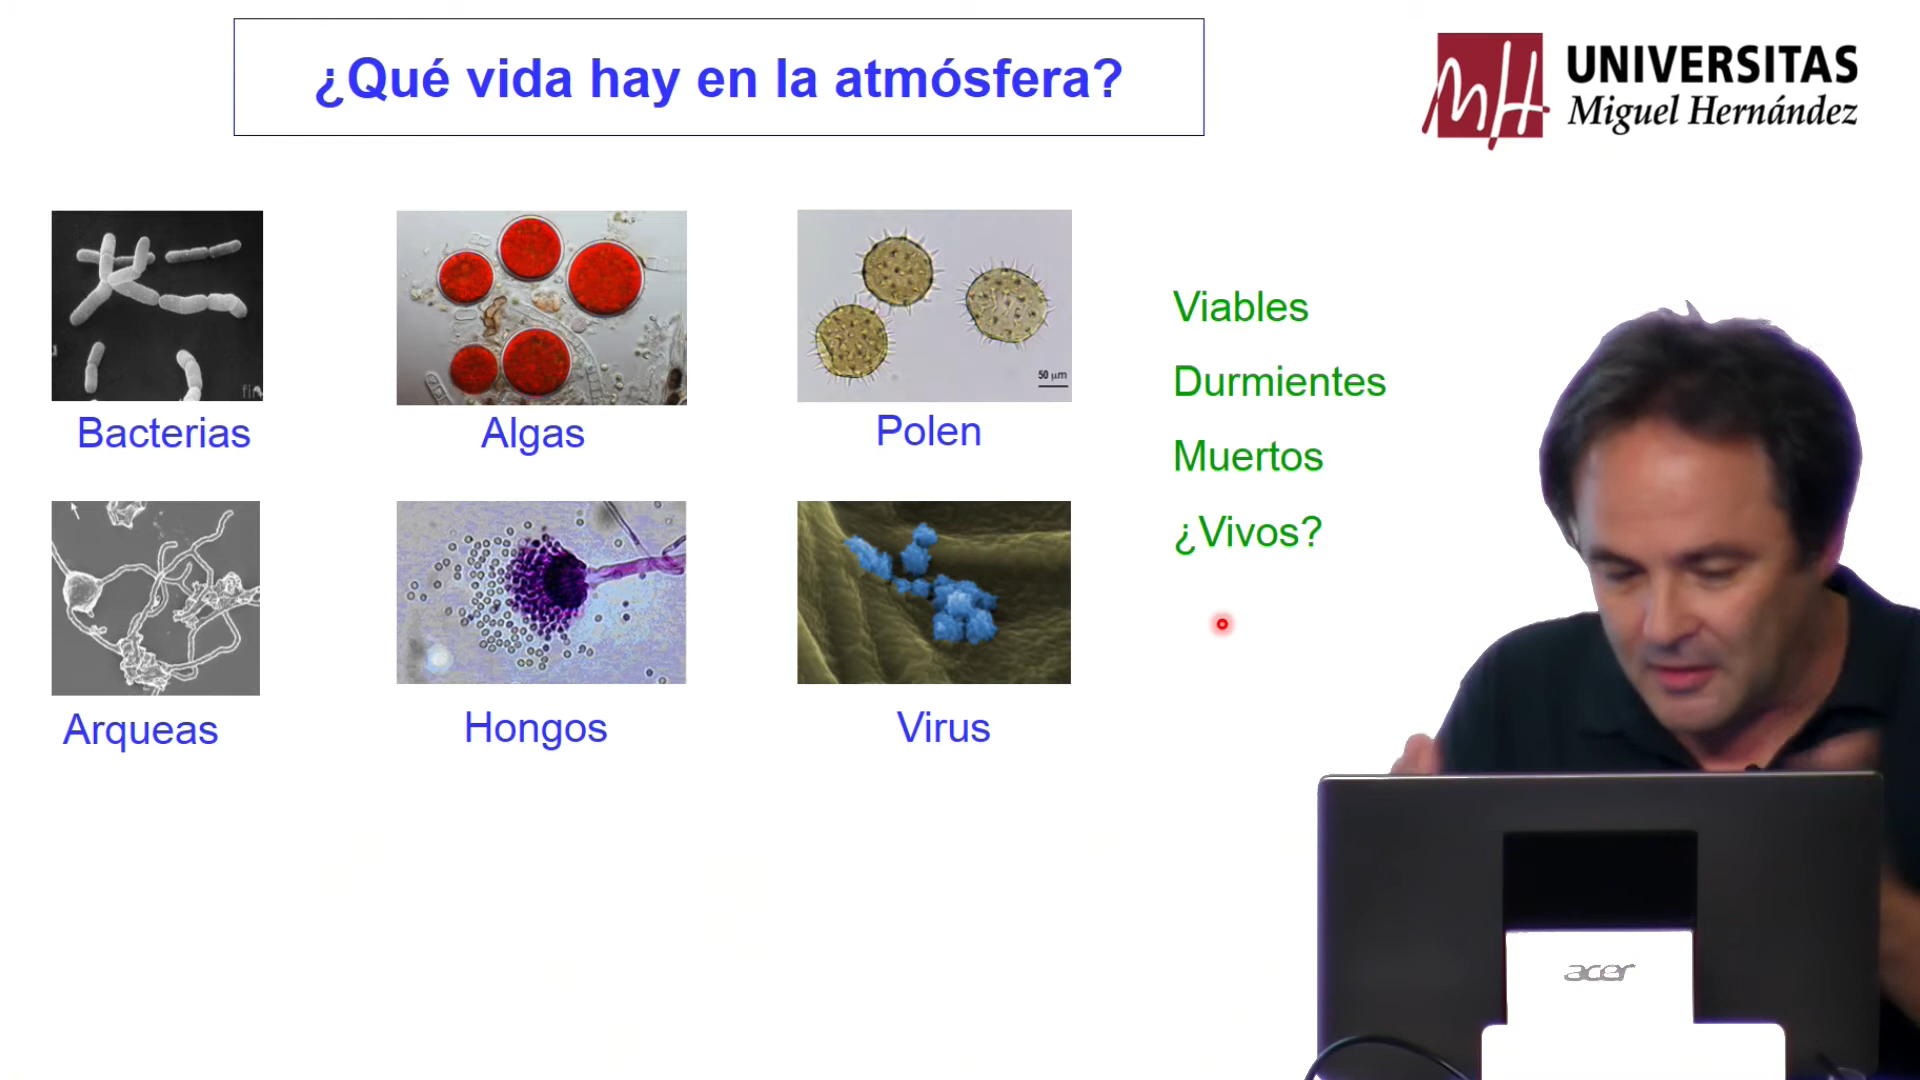 ¿Qué vida hay en la atmósfera?
UNIVERSITAS
Miguel Hernández
Bacterias
Algas
50 µm
Polen
Viables
Durmientes
Muertos
¿Vivos?
Arqueas
Hongos
Virus
acer